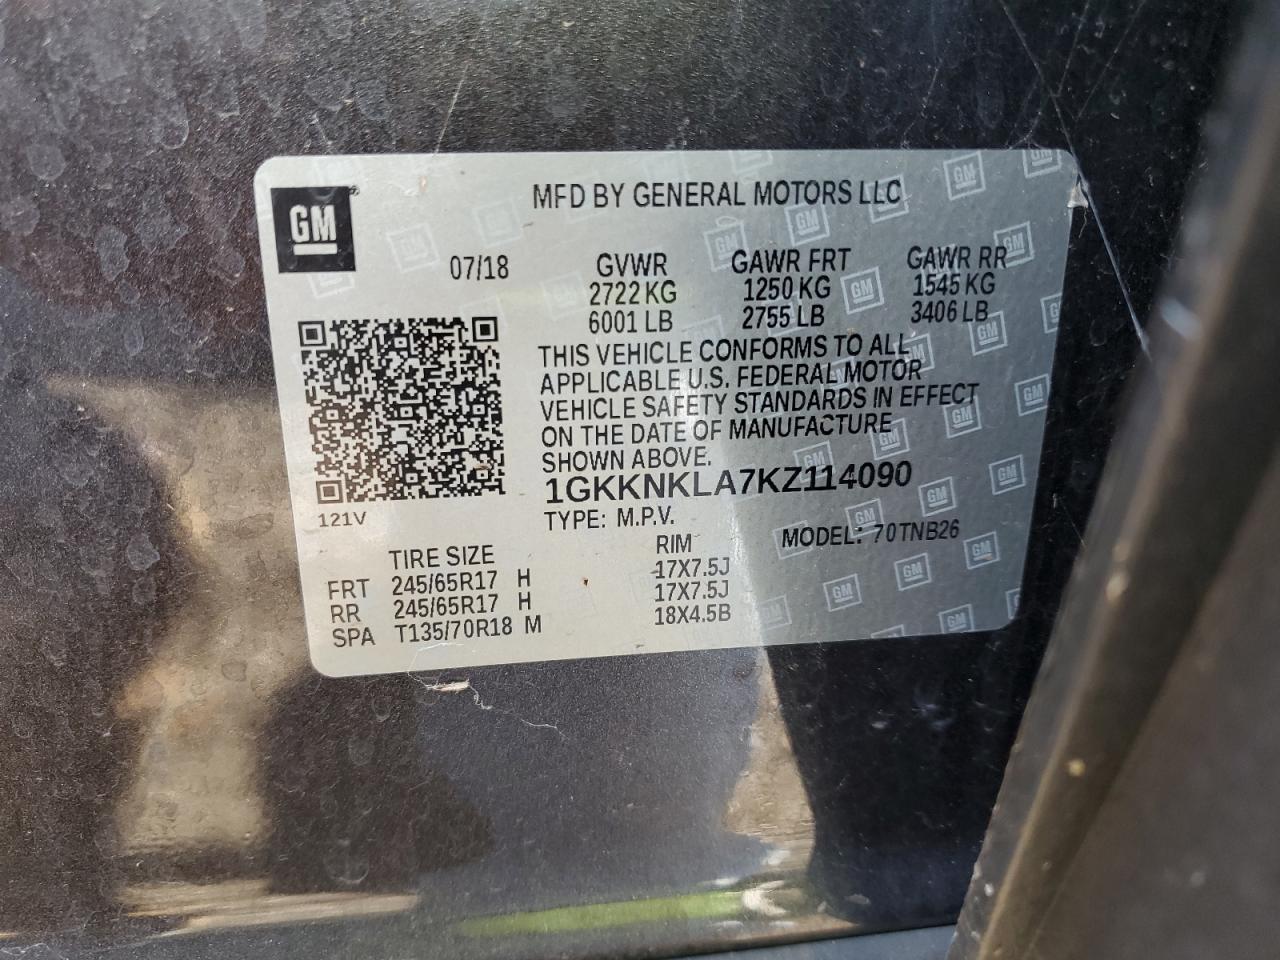 GM
MFD BY GENERAL MOTORS LLC
07/18 GVWR GAWR FRT GAWR RR
2722 KG 1250 KG 1545 KG
6001 LB 2755 LB 3406 LB
THIS VEHICLE CONFORMS TO ALL
APPLICABLE U.S. FEDERAL MOTOR
VEHICLE SAFETY STANDARDS IN EFFECT
ON THE DATE OF MANUFACTURE
SHOWN ABOVE.
1GKKNKLA7KZ114090
121V
TYPE: M.P.V. MODEL: 70TNB26
TIRE SIZE RIM
FRT 245/65R17 H 17X7.5J
RR 245/65R17 H 17X7.5J
SPA T135/70R18 M 18X4.5B